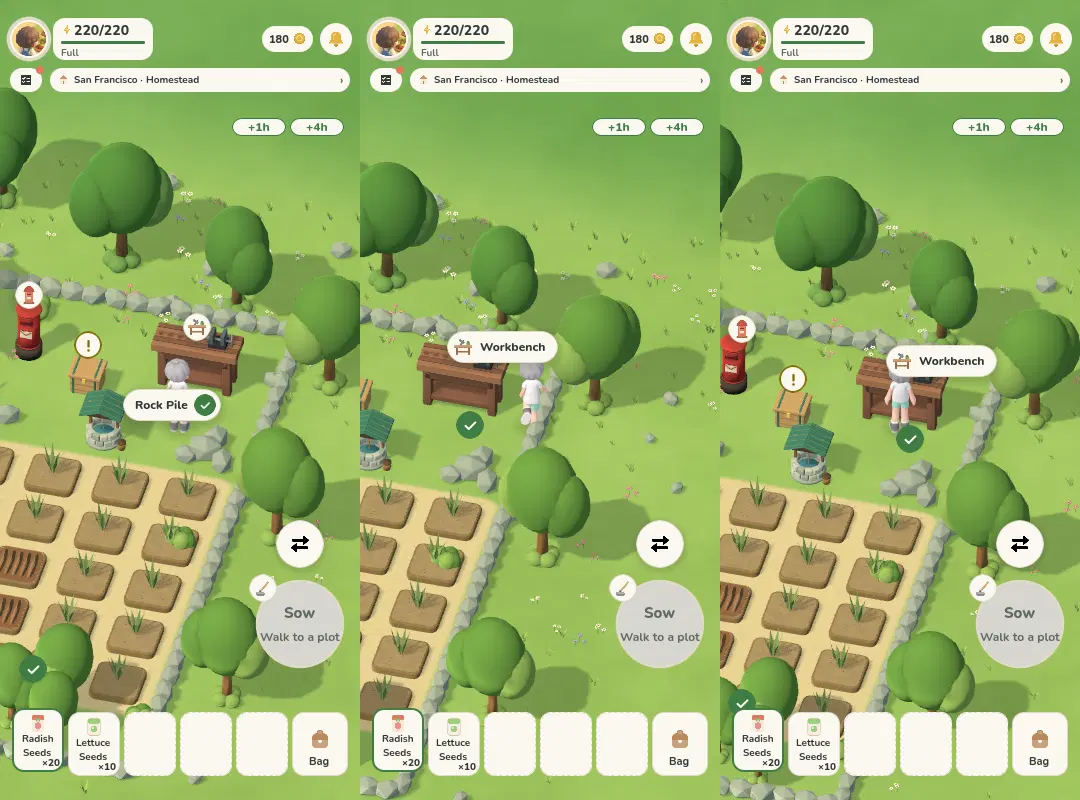 220/220
Full
180
San Francisco · Homestead
+1h
+4h
!
Rock Pile
Sow
Walk to a plot
Radish
Seeds
×20
Lettuce
Seeds
×10
Bag
220/220
Full
180
San Francisco · Homestead
+1h
+4h
Workbench
Sow
Walk to a plot
Radish
Seeds
×20
Lettuce
Seeds
×10
Bag
220/220
Full
180
San Francisco · Homestead
+1h
+4h
Workbench
!
Sow
Walk to a plot
Radish
Seeds
×20
Lettuce
Seeds
×10
Bag